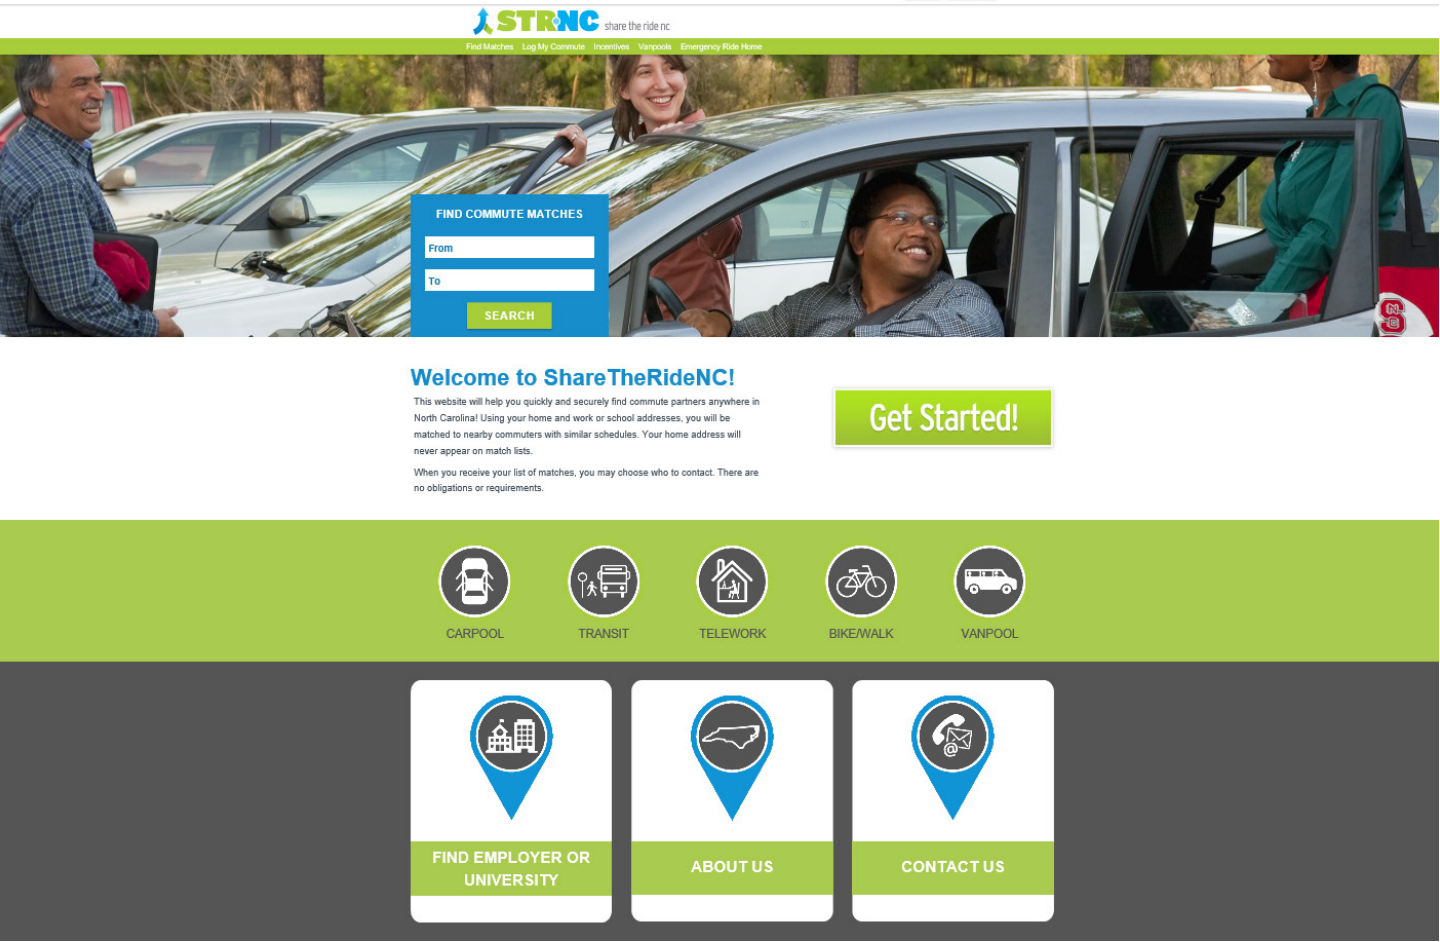 STR NC share the ride nc
Find Matches Log My Commute Incentives Vanpools Emergency Ride Home
FIND COMMUTE MATCHES
From
To
SEARCH
S
Welcome to ShareTheRideNC!
This website will help you quickly and securely find commute partners anywhere in
North Carolina! Using your home and work or school addresses, you will be
matched to nearby commuters with similar schedules. Your home address will
never appear on match lists.
When you receive your list of matches, you may choose who to contact. There are
no obligations or requirements.
Get Started!
CARPOOL
TRANSIT
TELEWORK
BIKE/WALK
VANPOOL
@
FIND EMPLOYER OR
UNIVERSITY
ABOUT US
CONTACT US